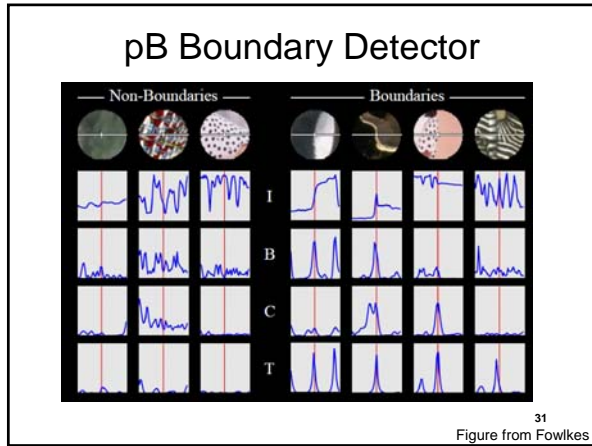 pB Boundary Detector
Non-Boundaries
Boundaries
I
B
C
T
31
Figure from Fowlkes